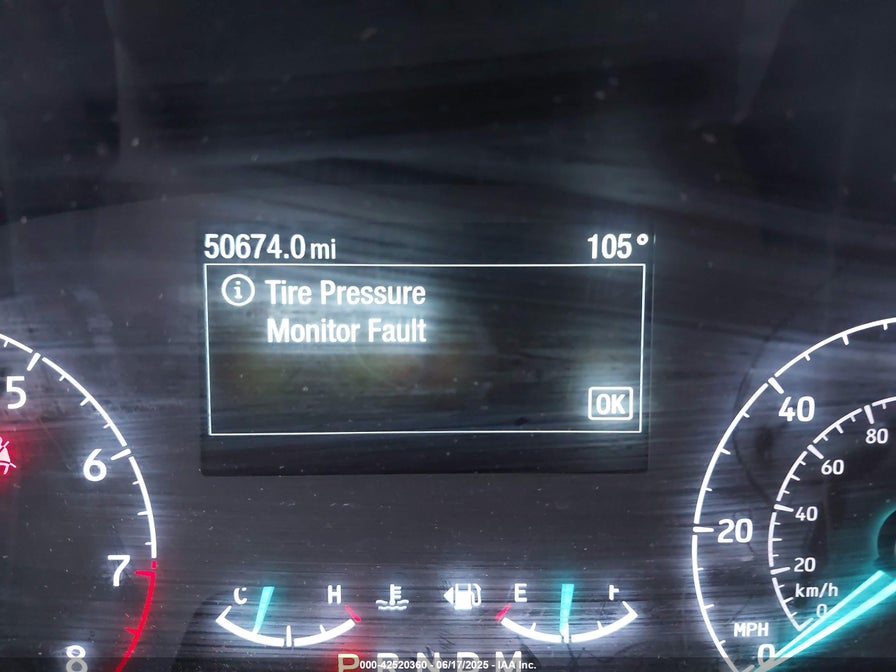 50674.0 mi 105°
Tire Pressure
Monitor Fault
OK
5
6
7
8
C H E F
40
20
0
MPH
80
60
40
20
0
km/h
P R N D M
000-42520360 - 06/17/2025 - IAA Inc.